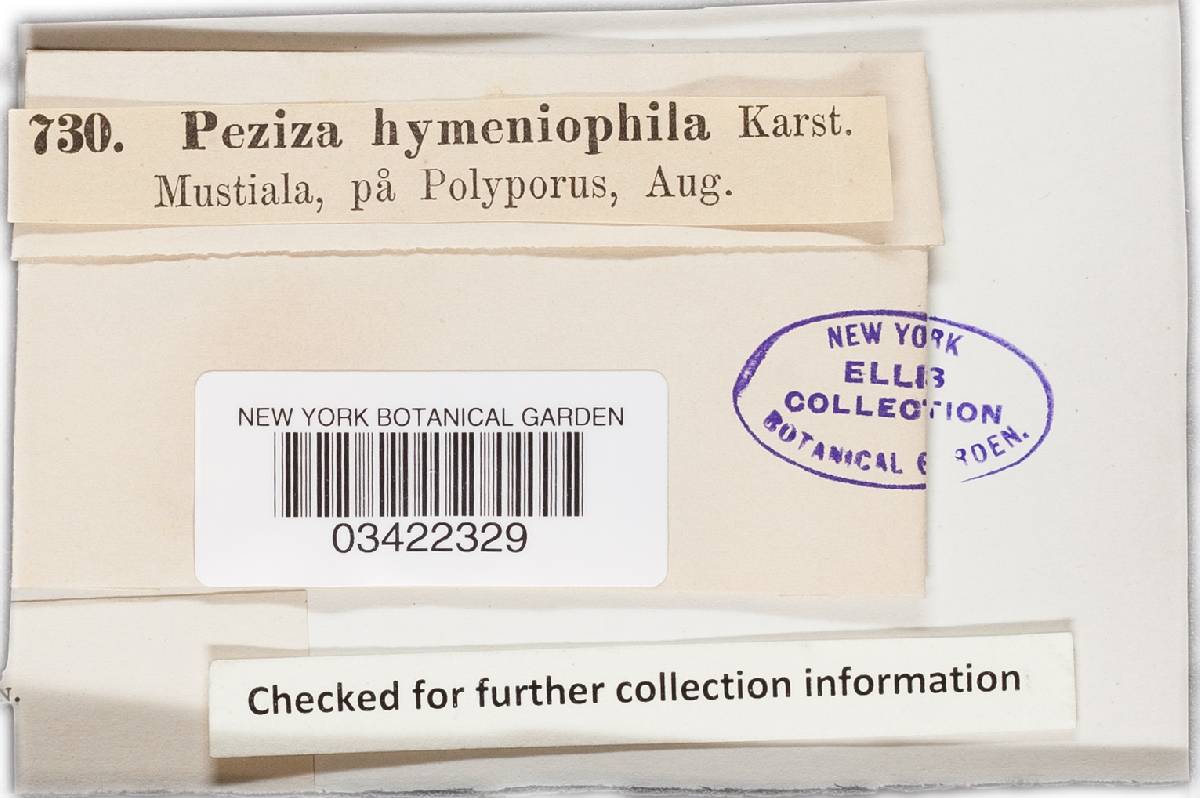 730. Peziza hymeniophila Karst.
Mustiala, på Polyporus, Aug.
NEW YORK
ELLIS
COLLECTION
BOTANICAL GARDEN.
NEW YORK BOTANICAL GARDEN
03422329
Checked for further collection information